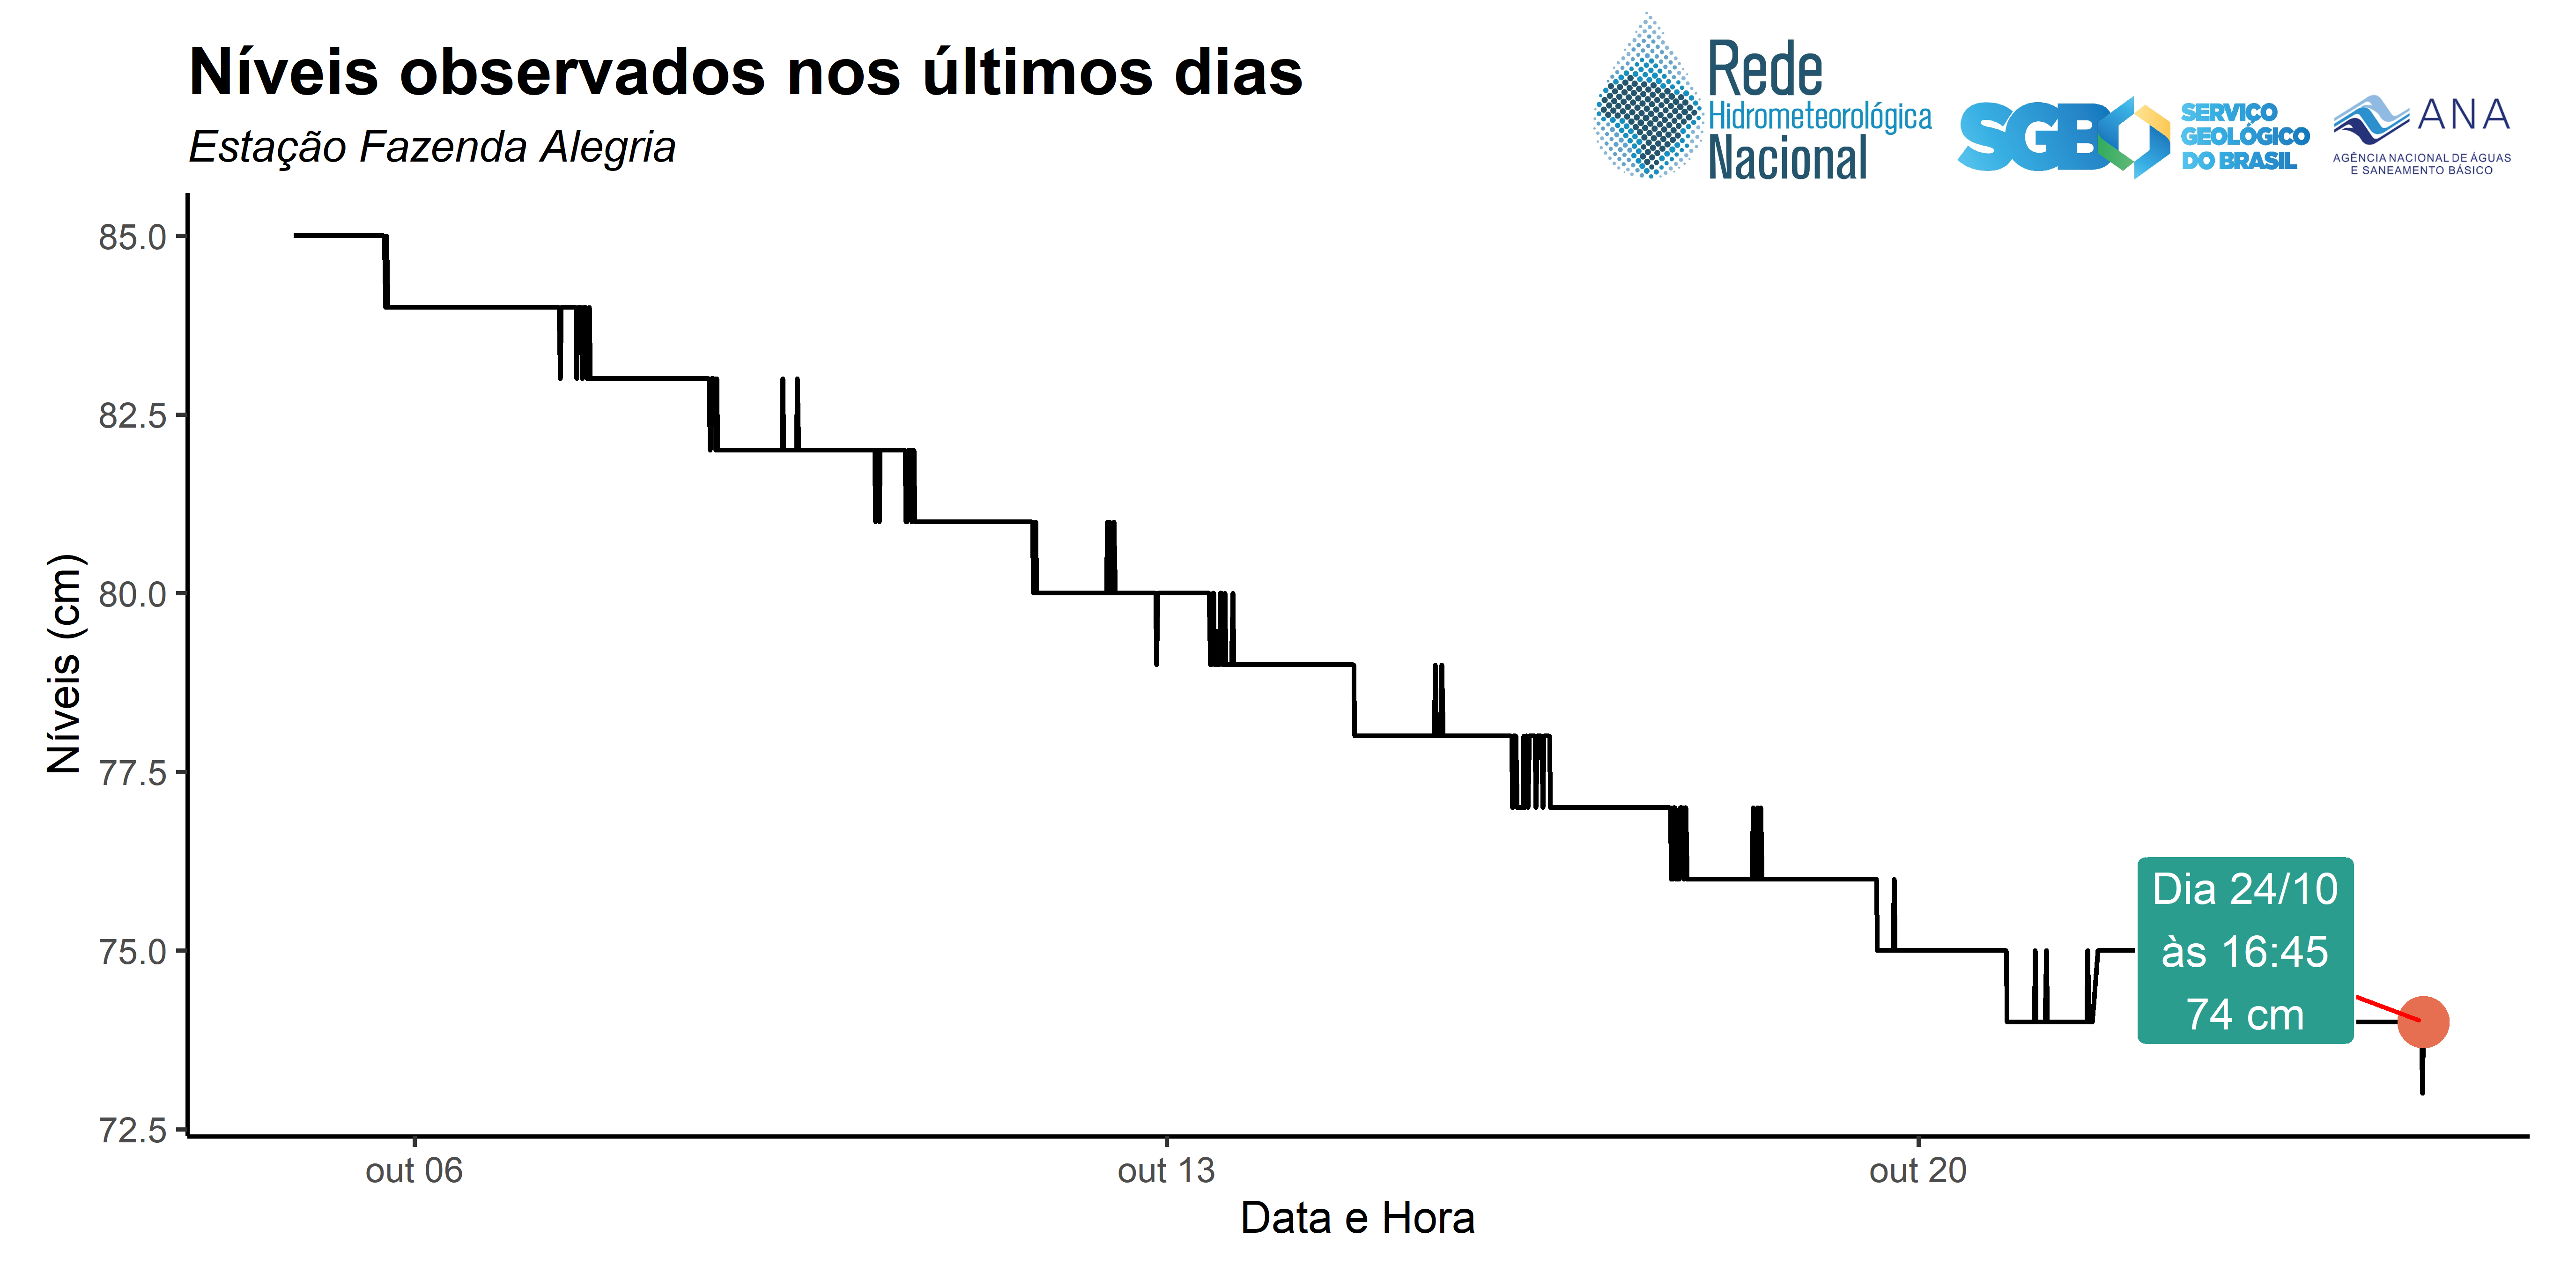 Níveis observados nos últimos dias
Estação Fazenda Alegria
Rede
Hidrometeorológica
Nacional
SGB
SERVIÇO
GEOLÓGICO
DO BRASIL
ANA
AGÊNCIA NACIONAL DE ÁGUAS
E SANEAMENTO BÁSICO
Níveis (cm)
85.0
82.5
80.0
77.5
75.0
72.5
Dia 24/10
às 16:45
74 cm
out 06
out 13
out 20
Data e Hora